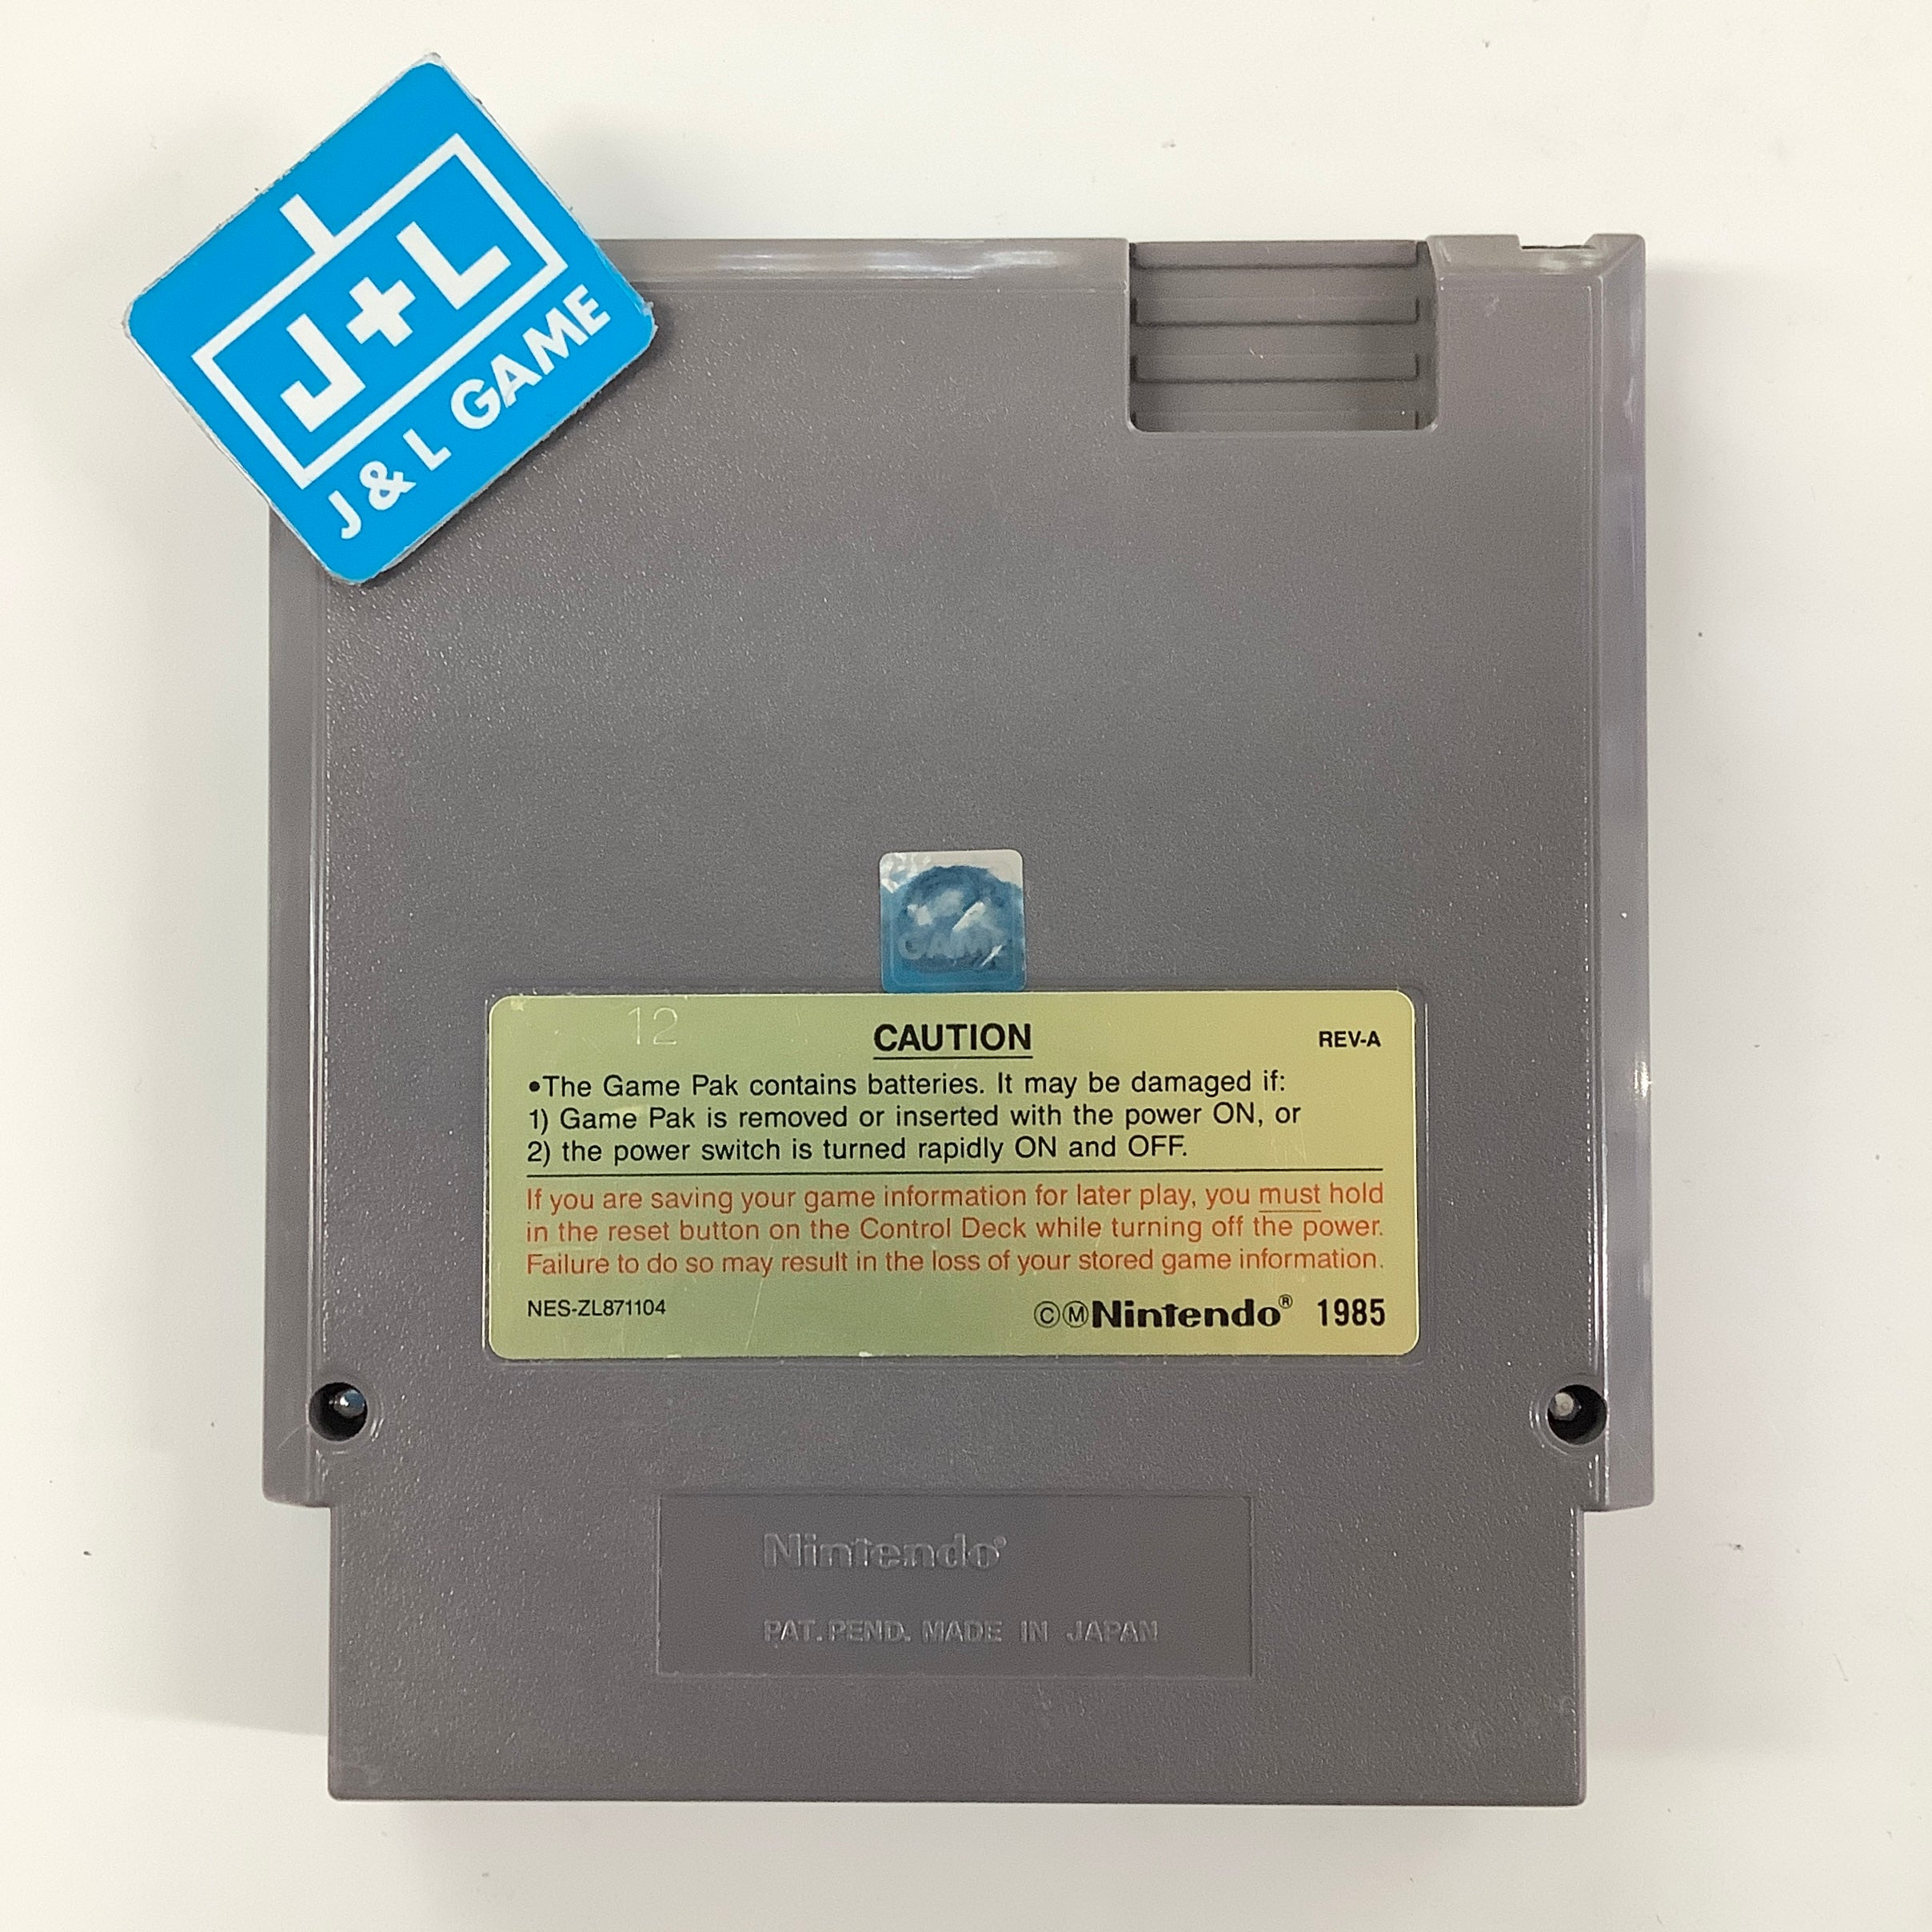 J+L
J & L GAME
GAME
12
CAUTION
REV-A
•The Game Pak contains batteries. It may be damaged if:
1) Game Pak is removed or inserted with the power ON, or
2) the power switch is turned rapidly ON and OFF.
If you are saving your game information for later play, you must hold
in the reset button on the Control Deck while turning off the power.
Failure to do so may result in the loss of your stored game information.
NES-ZL871104
ⒸⓂNintendo® 1985
Nintendo®
PAT. PEND. MADE IN JAPAN